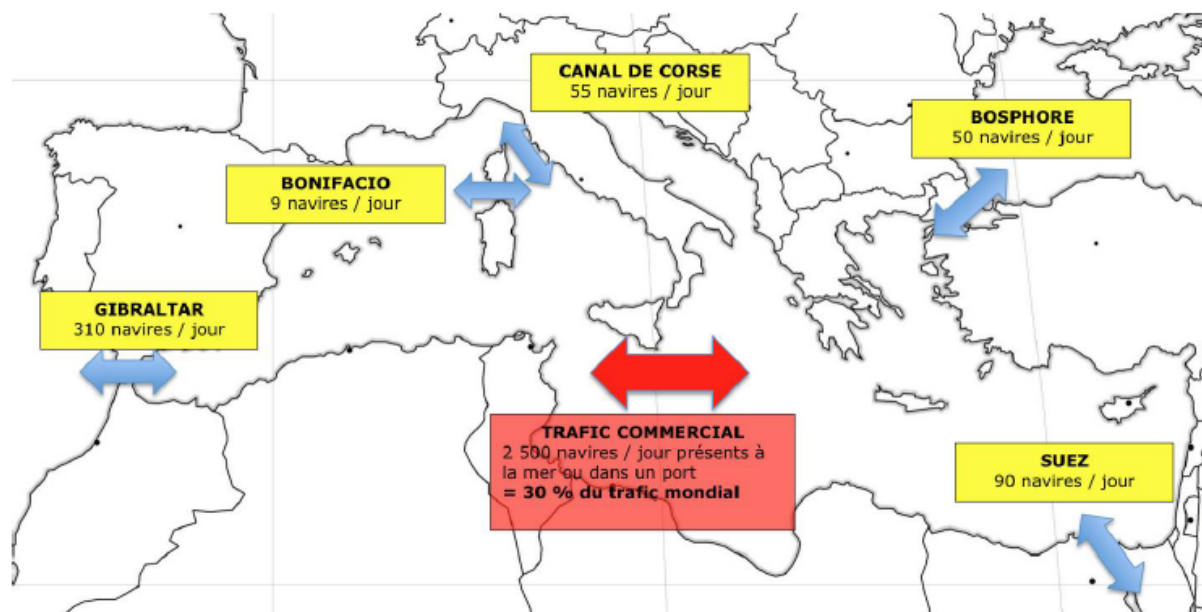 CANAL DE CORSE
55 navires / jour
BOSPHORE
50 navires / jour
BONIFACIO
9 navires / jour
GIBRALTAR
310 navires / jour
TRAFIC COMMERCIAL
2 500 navires / jour présents à
la mer ou dans un port
= 30 % du trafic mondial
SUEZ
90 navires / jour